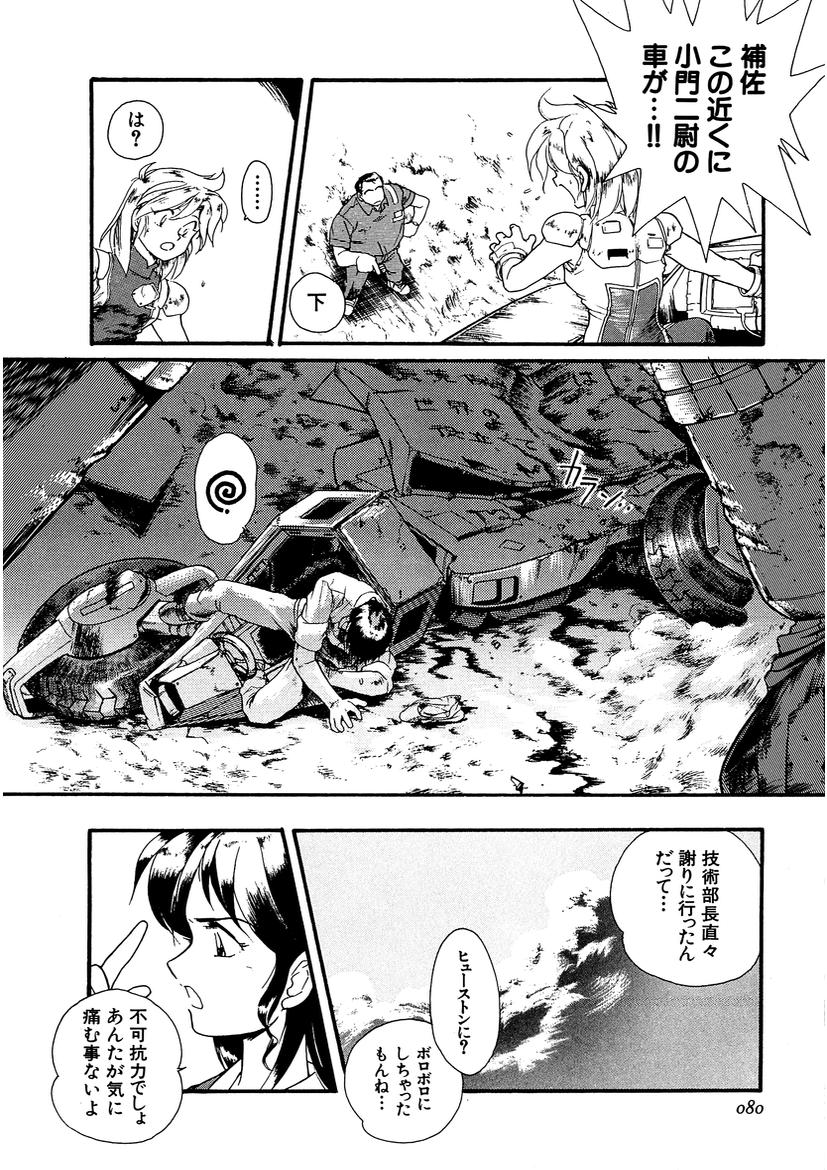 補佐
この近くに
小門二尉の
車が…!!
下
……
は？
カラーン…
技術部長直々
謝りに行ったん
だって…
ヒューストンに？
ボロボロに
しちゃった
もんね…
不可抗力でしょ
あんたが気に
痛む事ないよ
080